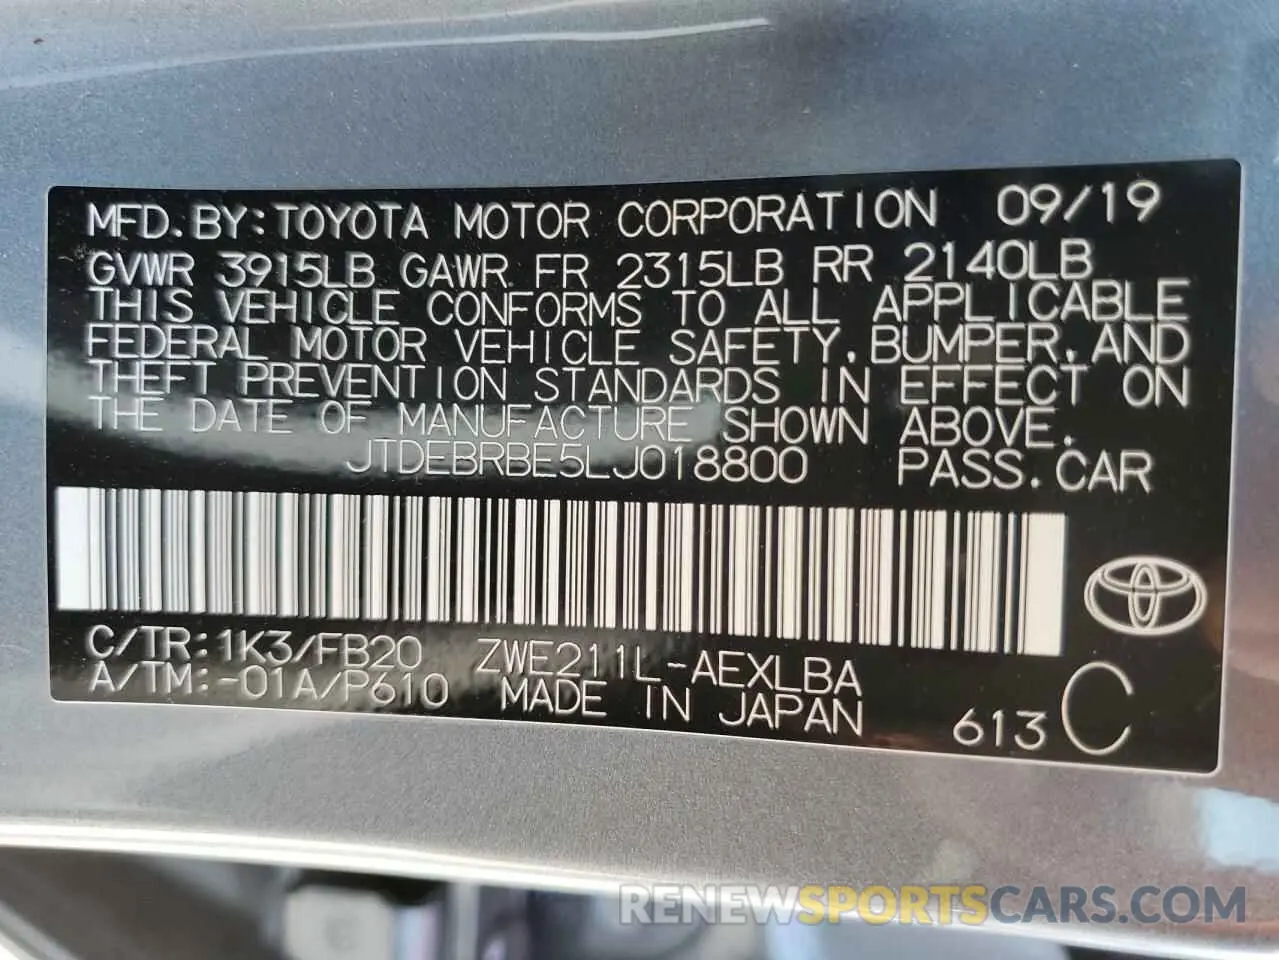 MFD. BY: TOYOTA MOTOR CORPORATION 09/19
GVWR 3915LB GAWR FR 2315LB RR 2140LB
THIS VEHICLE CONFORMS TO ALL APPLICABLE
FEDERAL MOTOR VEHICLE SAFETY, BUMPER, AND
THEFT PREVENTION STANDARDS IN EFFECT ON
THE DATE OF MANUFACTURE SHOWN ABOVE.
JTDEBRBE5LJ018800 PASS. CAR
C/TR: 1K3/FB20 ZWE211L-AEXLBA
A/TM: -01A/P610 MADE IN JAPAN 613 C
RENEWSPORTSCARS.COM